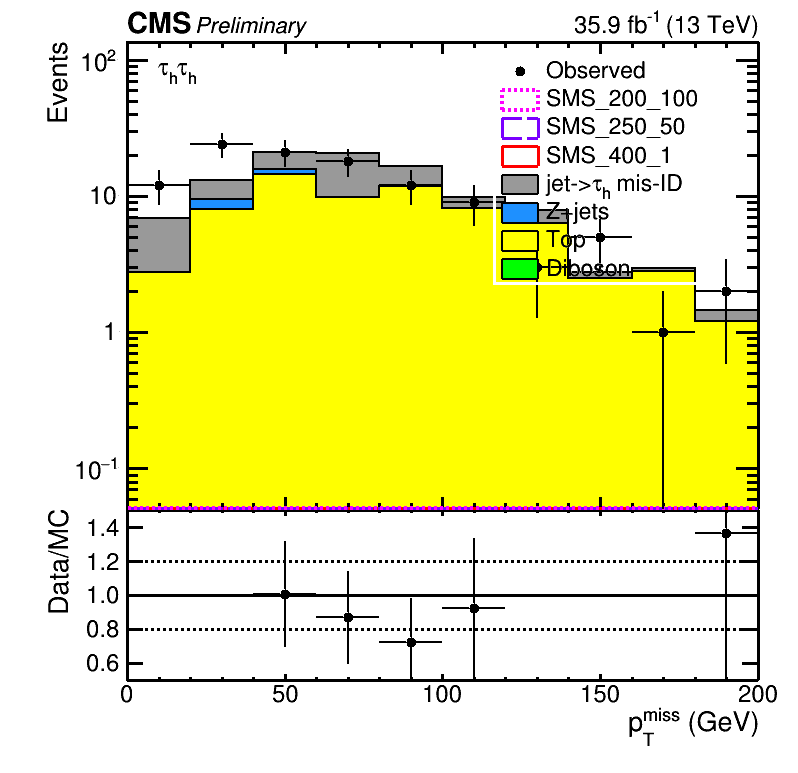 CMS Preliminary 35.9 fb⁻¹ (13 TeV)
Events
10²
10
1
10⁻¹
τₕτₕ
Observed
SMS_200_100
SMS_250_50
SMS_400_1
jet->τₕ mis-ID
Z+jets
Top
Diboson
Data/MC
1.4
1.2
1.0
0.8
0.6
0 50 100 150 200
p_T^miss (GeV)